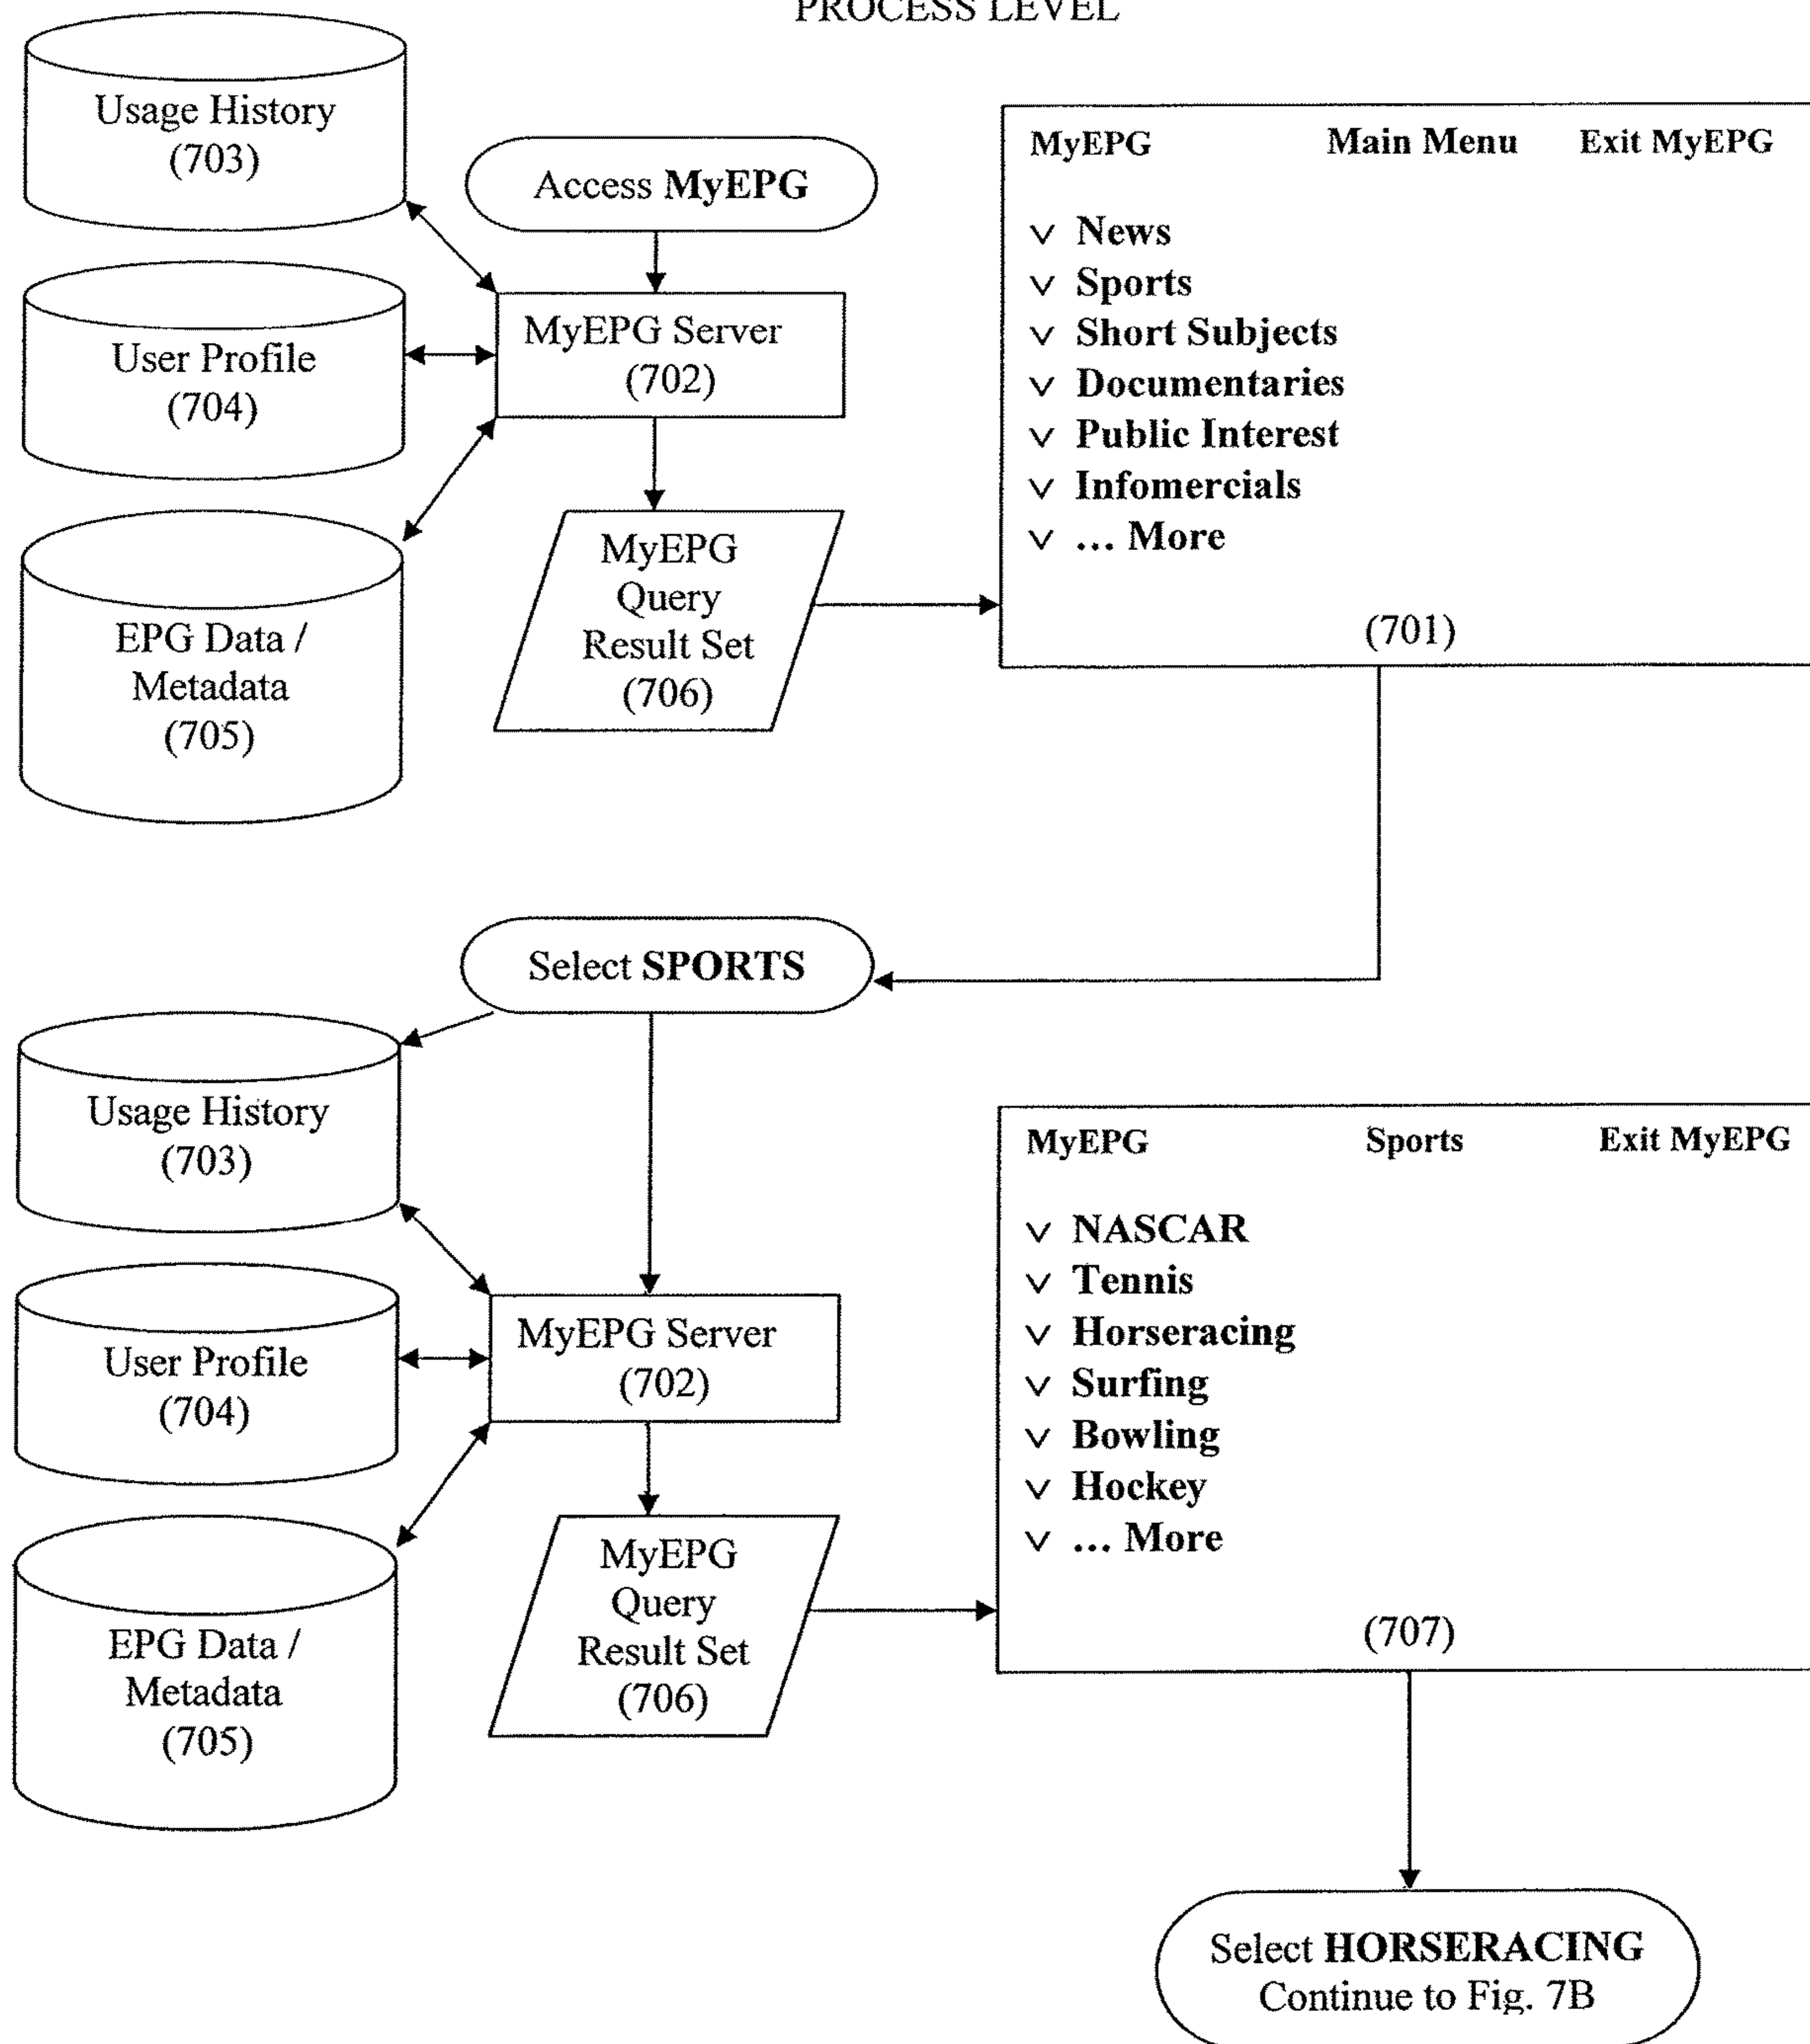 PROCESS LEVEL
Usage History
(703)
Access MyEPG
User Profile
(704)
MyEPG Server
(702)
EPG Data /
Metadata
(705)
MyEPG
Query
Result Set
(706)
MyEPG Main Menu Exit MyEPG
v News
v Sports
v Short Subjects
v Documentaries
v Public Interest
v Infomercials
v ... More
(701)
Select SPORTS
Usage History
(703)
User Profile
(704)
MyEPG Server
(702)
EPG Data /
Metadata
(705)
MyEPG
Query
Result Set
(706)
MyEPG Sports Exit MyEPG
v NASCAR
v Tennis
v Horseracing
v Surfing
v Bowling
v Hockey
v ... More
(707)
Select HORSERACING
Continue to Fig. 7B